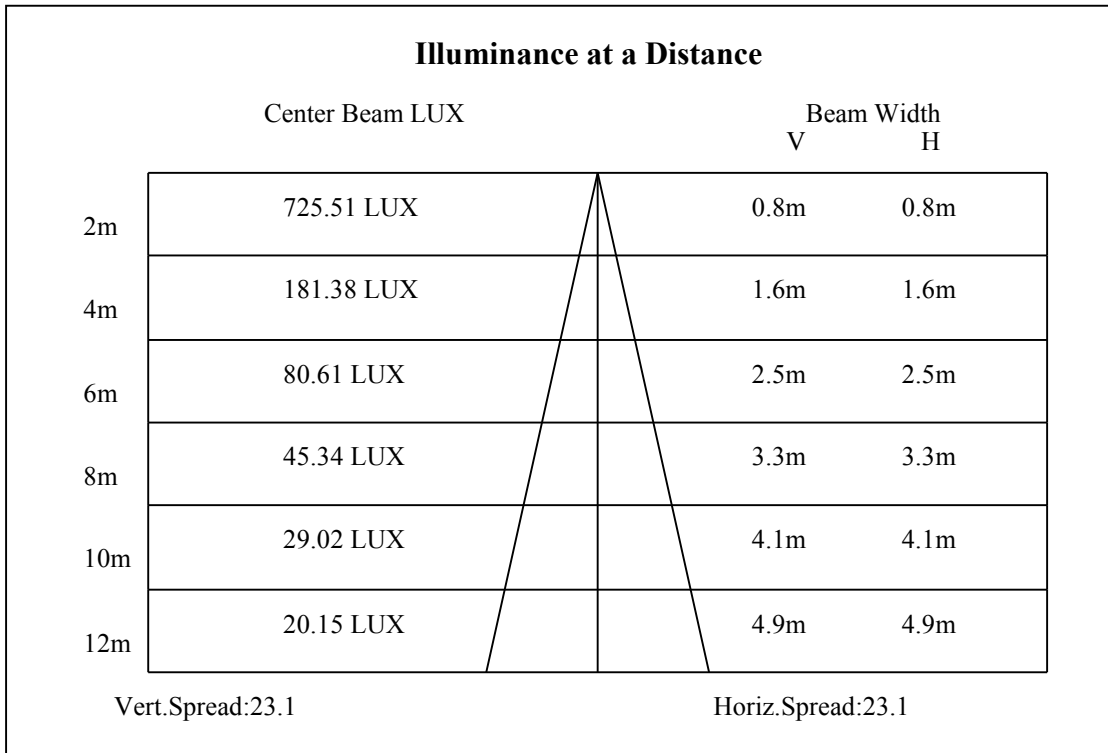 Illuminance at a Distance
Center Beam LUX Beam Width
V H
2m 725.51 LUX 0.8m 0.8m
4m 181.38 LUX 1.6m 1.6m
6m 80.61 LUX 2.5m 2.5m
8m 45.34 LUX 3.3m 3.3m
10m 29.02 LUX 4.1m 4.1m
12m 20.15 LUX 4.9m 4.9m
Vert.Spread:23.1 Horiz.Spread:23.1